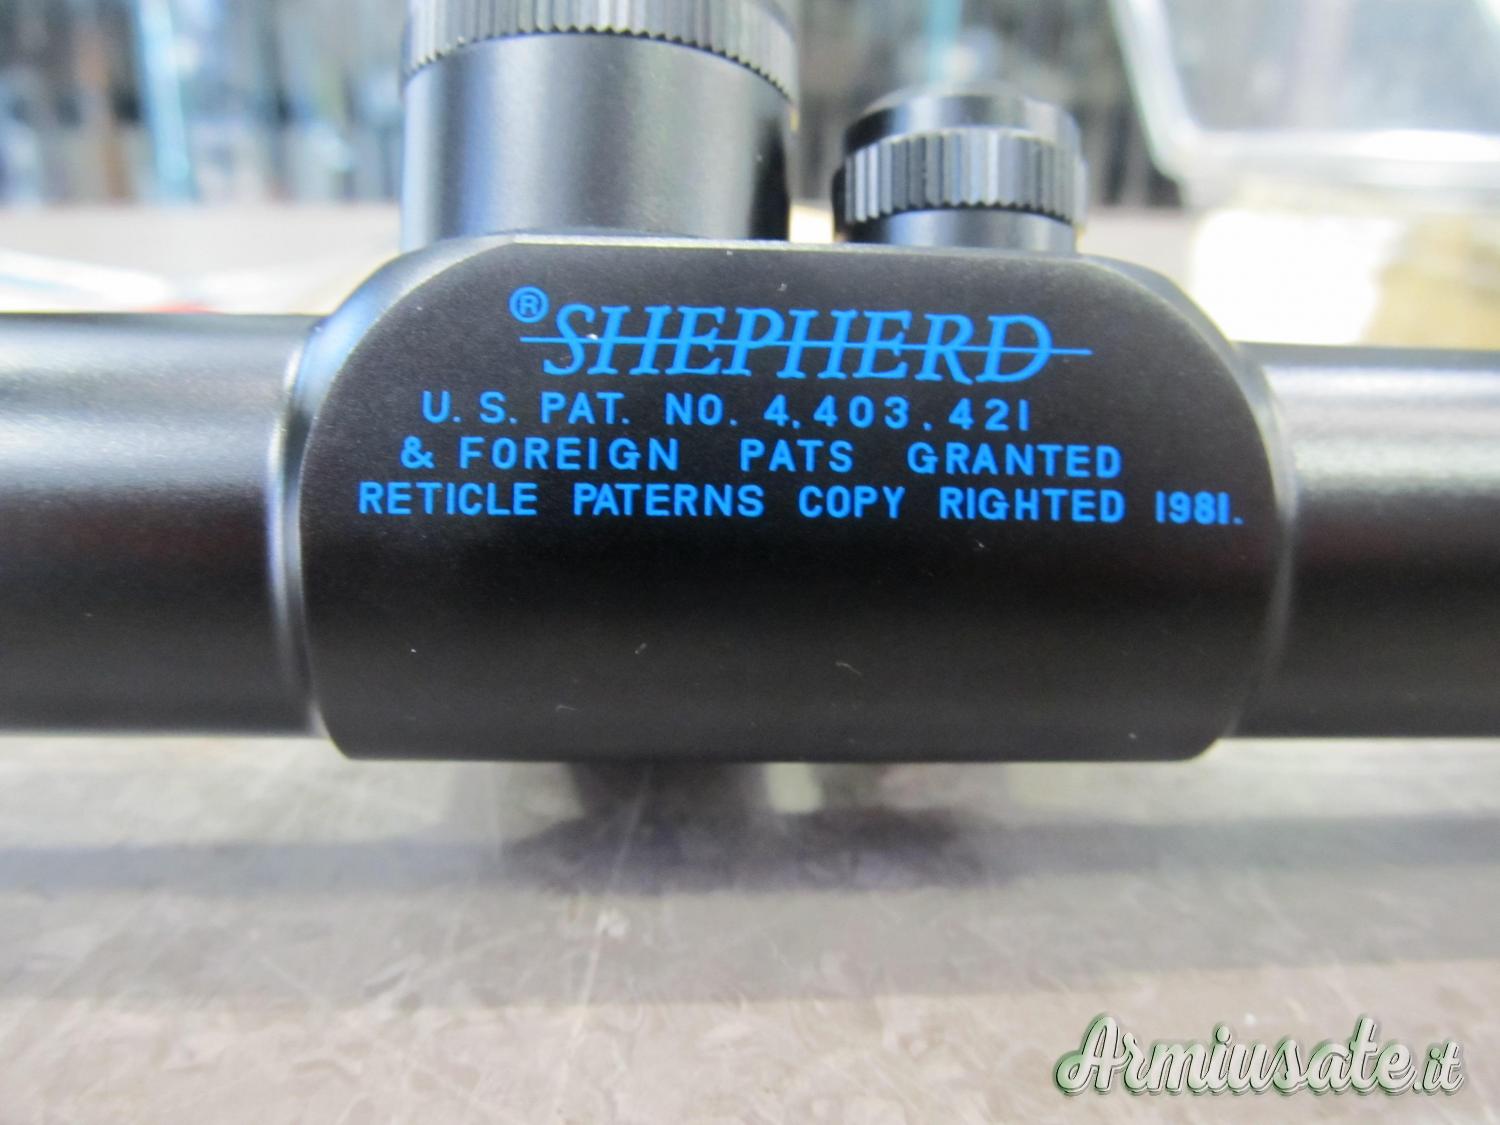 ® SHEPHERD
U. S. PAT. NO. 4.403.421
& FOREIGN PATS GRANTED
RETICLE PATERNS COPY RIGHTED 1981.
Armiusate.it